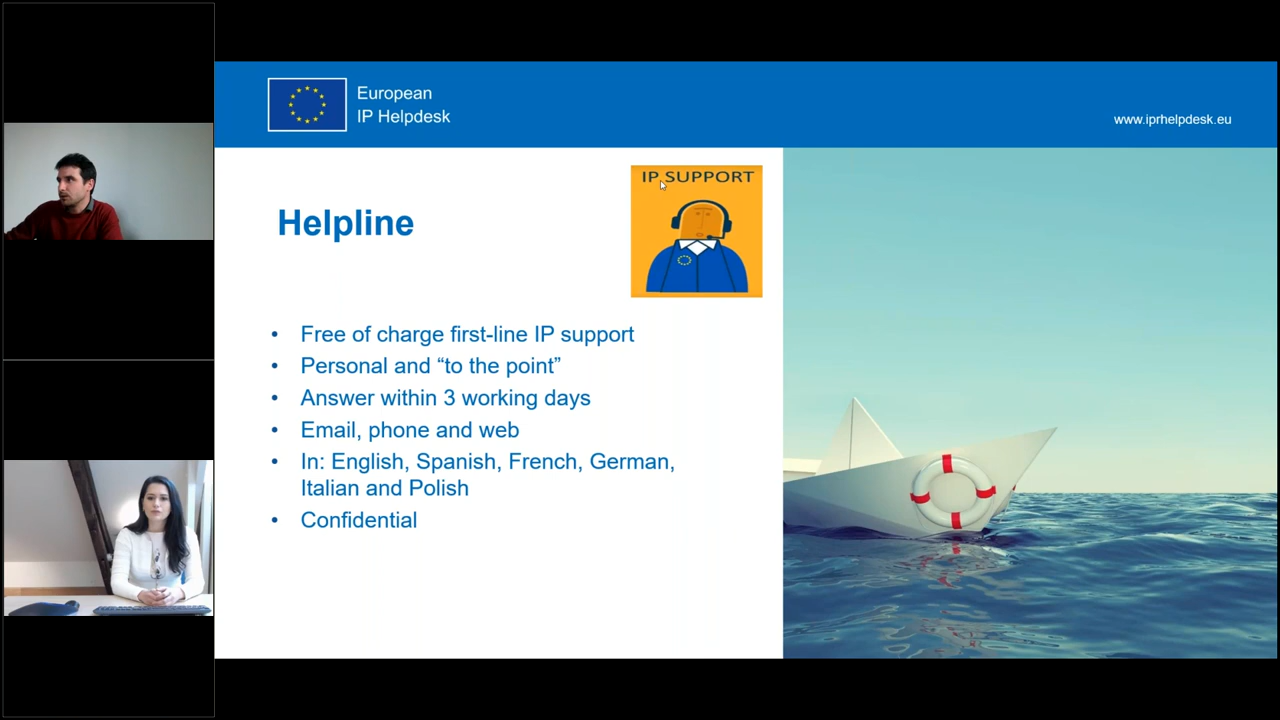 European
IP Helpdesk
www.iprhelpdesk.eu
IP SUPPORT
Helpline
• Free of charge first-line IP support
• Personal and “to the point”
• Answer within 3 working days
• Email, phone and web
• In: English, Spanish, French, German,
Italian and Polish
• Confidential